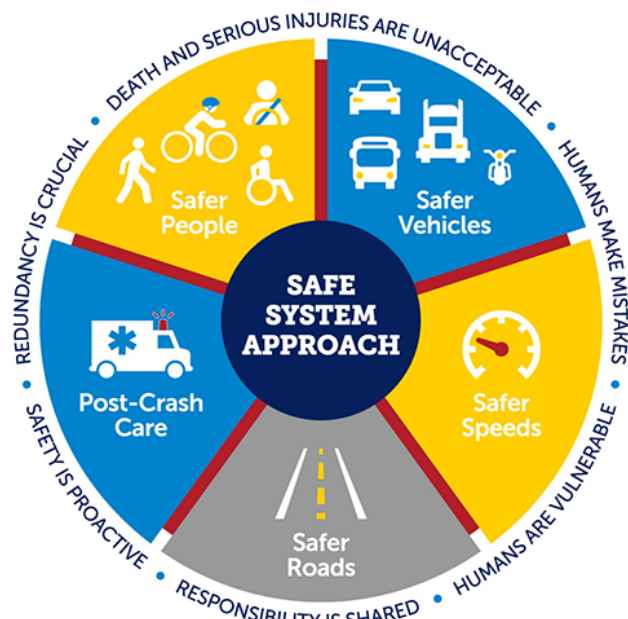 DEATH AND SERIOUS INJURIES ARE UNACCEPTABLE
HUMANS MAKE MISTAKES
HUMANS ARE VULNERABLE
RESPONSIBILITY IS SHARED
SAFETY IS PROACTIVE
REDUNDANCY IS CRUCIAL
Safer
People
Safer
Vehicles
SAFE
SYSTEM
APPROACH
Post-Crash
Care
Safer
Speeds
Safer
Roads